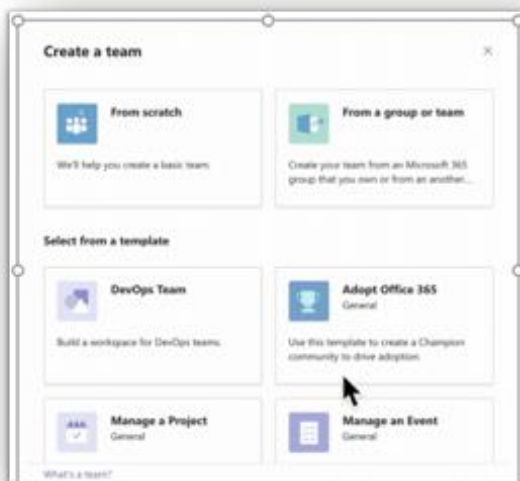 Create a team
From scratch
We'll help you create a basic team.
From a group or team
Create your team from an Microsoft 365
group that you own or from an another...
Select from a template
DevOps Team
Build a workspace for DevOps teams.
Adopt Office 365
General
Use this template to create a Champion
community to drive adoption.
Manage a Project
General
Manage an Event
General
What's a team?